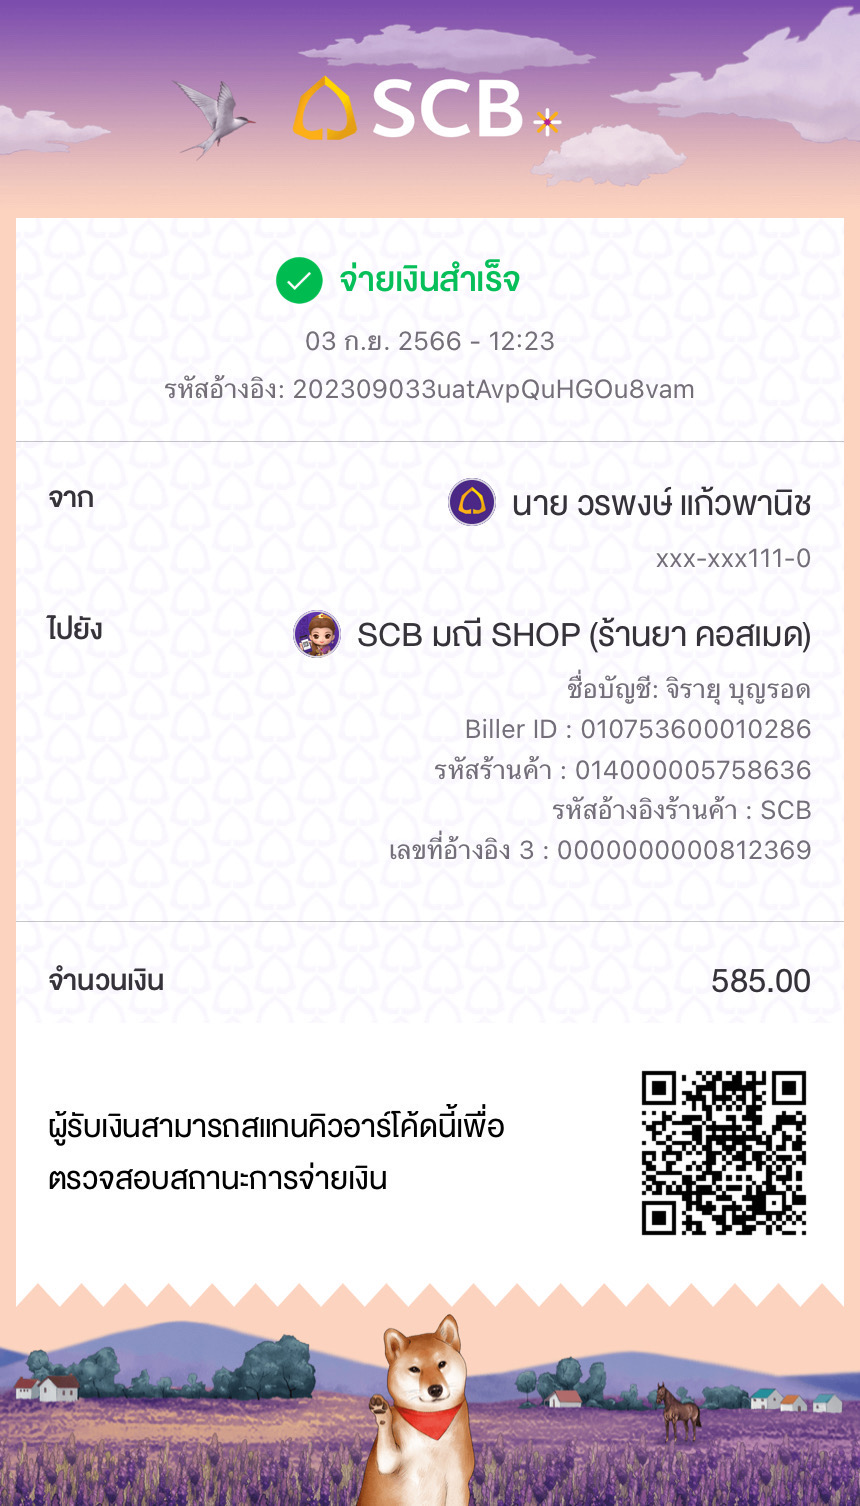 SCB
จ่ายเงินสำเร็จ
03 ก.ย. 2566 - 12:23
รหัสอ้างอิง: 202309033uatAvpQuHGOu8vam
จาก
นาย วรพงษ์ แก้วพานิช
xxx-xxx111-0
ไปยัง
SCB มณี SHOP (ร้านยา คอสเมด)
ชื่อบัญชี: จิรายุ บุญรอด
Biller ID : 010753600010286
รหัสร้านค้า : 014000005758636
รหัสอ้างอิงร้านค้า : SCB
เลขที่อ้างอิง 3 : 0000000000812369
จำนวนเงิน 585.00
ผู้รับเงินสามารถสแกนคิวอาร์โค้ดนี้เพื่อ
ตรวจสอบสถานะการจ่ายเงิน